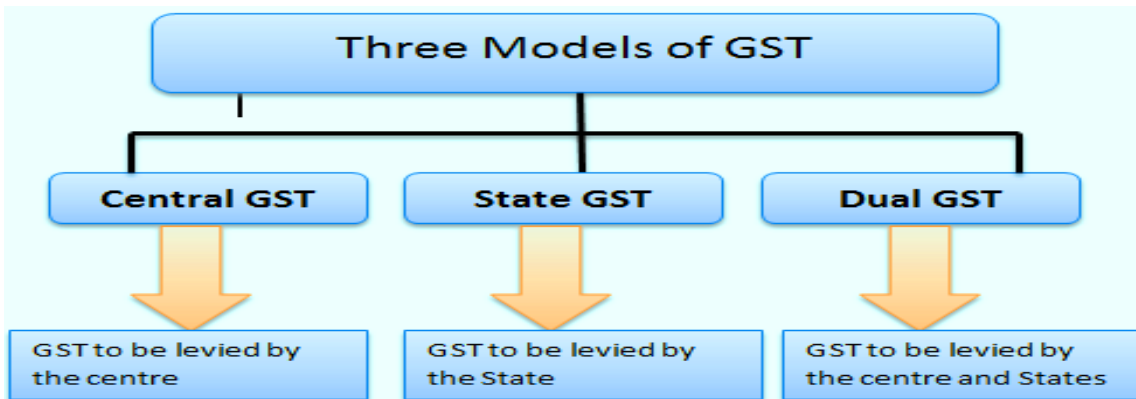 Three Models of GST
Central GST
State GST
Dual GST
GST to be levied by
the centre
GST to be levied by
the State
GST to be levied by
the centre and States